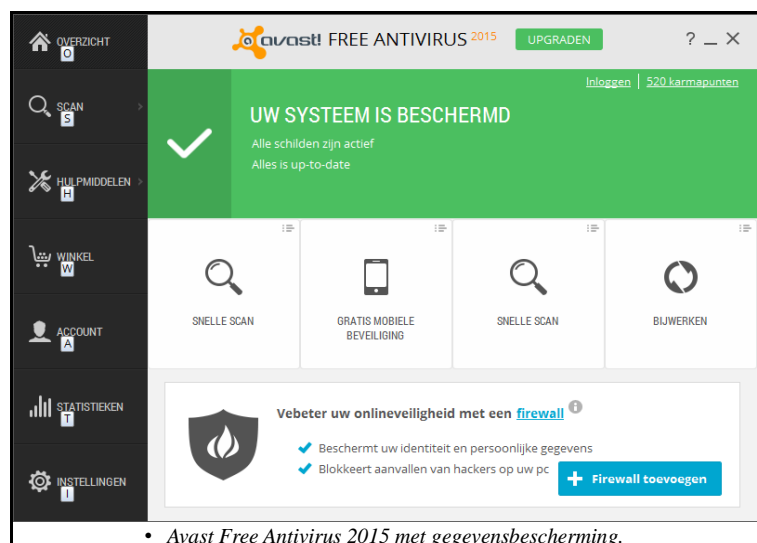 avast! FREE ANTIVIRUS 2015
UPGRADEN
?
OVERZICHT
O
SCAN
S
HULPMIDDELEN
H
WINKEL
W
ACCOUNT
A
STATISTIEKEN
T
INSTELLINGEN
I
Inloggen | 520 karmapunten
UW SYSTEEM IS BESCHERMD
Alle schilden zijn actief
Alles is up-to-date
SNELLE SCAN
GRATIS MOBIELE
BEVEILIGING
SNELLE SCAN
BIJWERKEN
Vebeter uw onlineveiligheid met een firewall
Beschermt uw identiteit en persoonlijke gegevens
Blokkeert aanvallen van hackers op uw pc
+ Firewall toevoegen
• Avast Free Antivirus 2015 met gegevensbescherming.